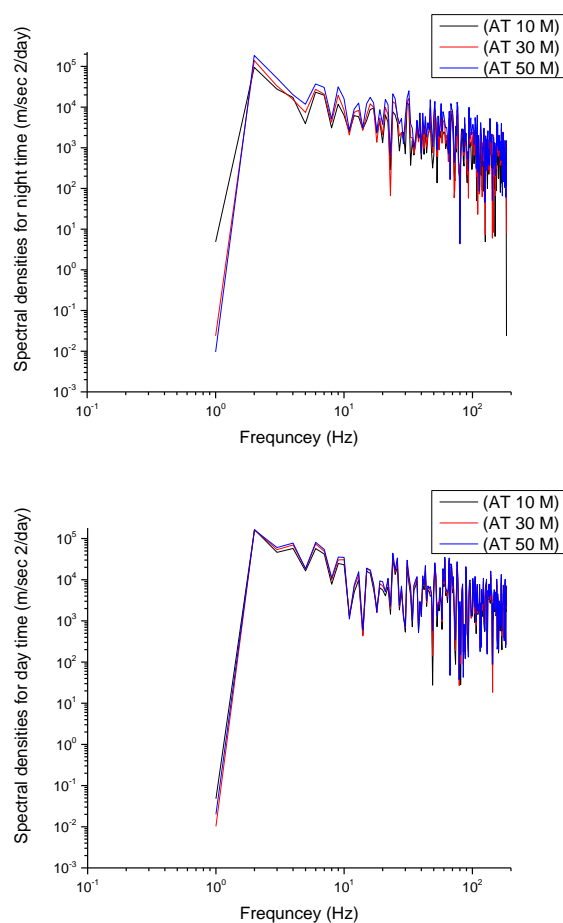 (AT 10 M)
(AT 30 M)
(AT 50 M)
Spectral densities for night time (m/sec 2/day)
10^5
10^4
10^3
10^2
10^1
10^0
10^-1
10^-2
10^-3
10^-1
10^0
10^1
10^2
Frequncey (Hz)
(AT 10 M)
(AT 30 M)
(AT 50 M)
Spectral densities for day time (m/sec 2/day)
10^5
10^4
10^3
10^2
10^1
10^0
10^-1
10^-2
10^-3
10^-1
10^0
10^1
10^2
Frequncey (Hz)